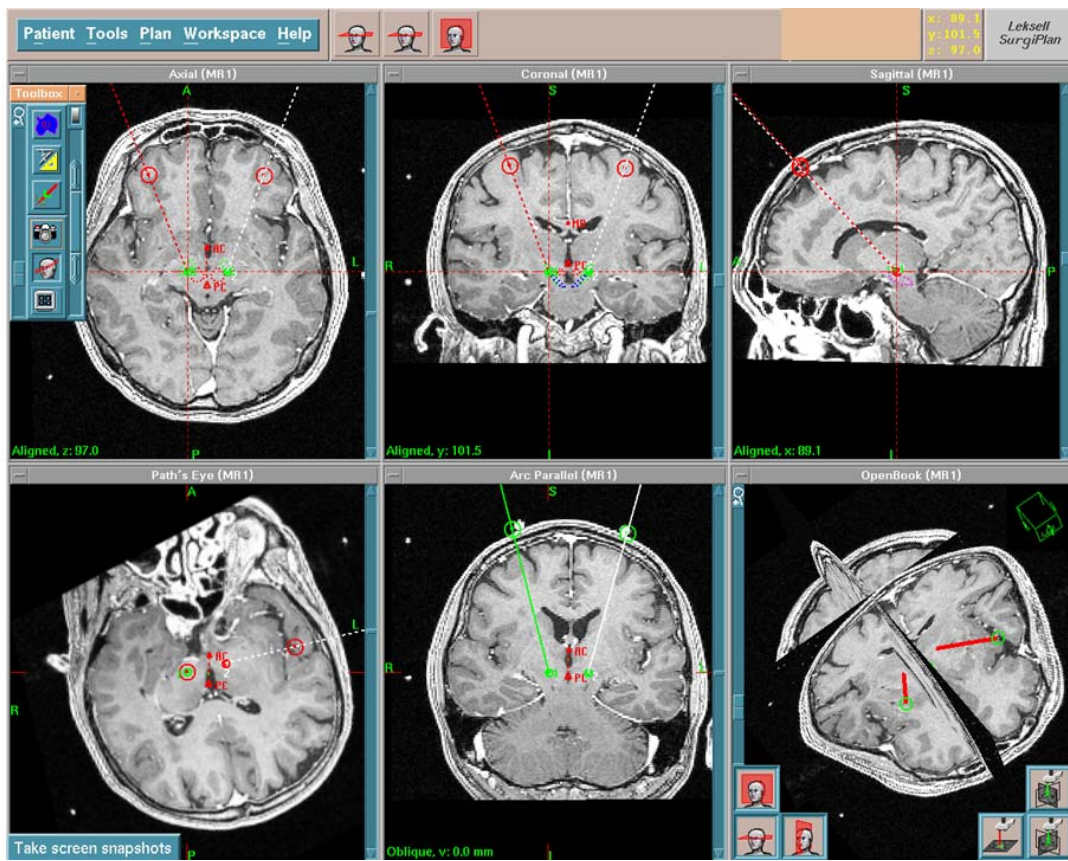 Patient Tools Plan Workspace Help
x: 89.1
y:101.5
z: 97.0
Leksell
SurgiPlan
Axial (MR1)
Coronal (MR1)
Sagittal (MR1)
Toolbox
A
AC
PC
L
P
Aligned, z: 97.0
S
MR
PC
R
L
I
Aligned, y: 101.5
S
A
P
I
Aligned, x: 89.1
Path's Eye (MR1)
Arc Parallel (MR1)
OpenBook (MR1)
A
L
AC
PC
R
P
Take screen snapshots
S
AC
PC
R
L
I
Oblique, v: 0.0 mm